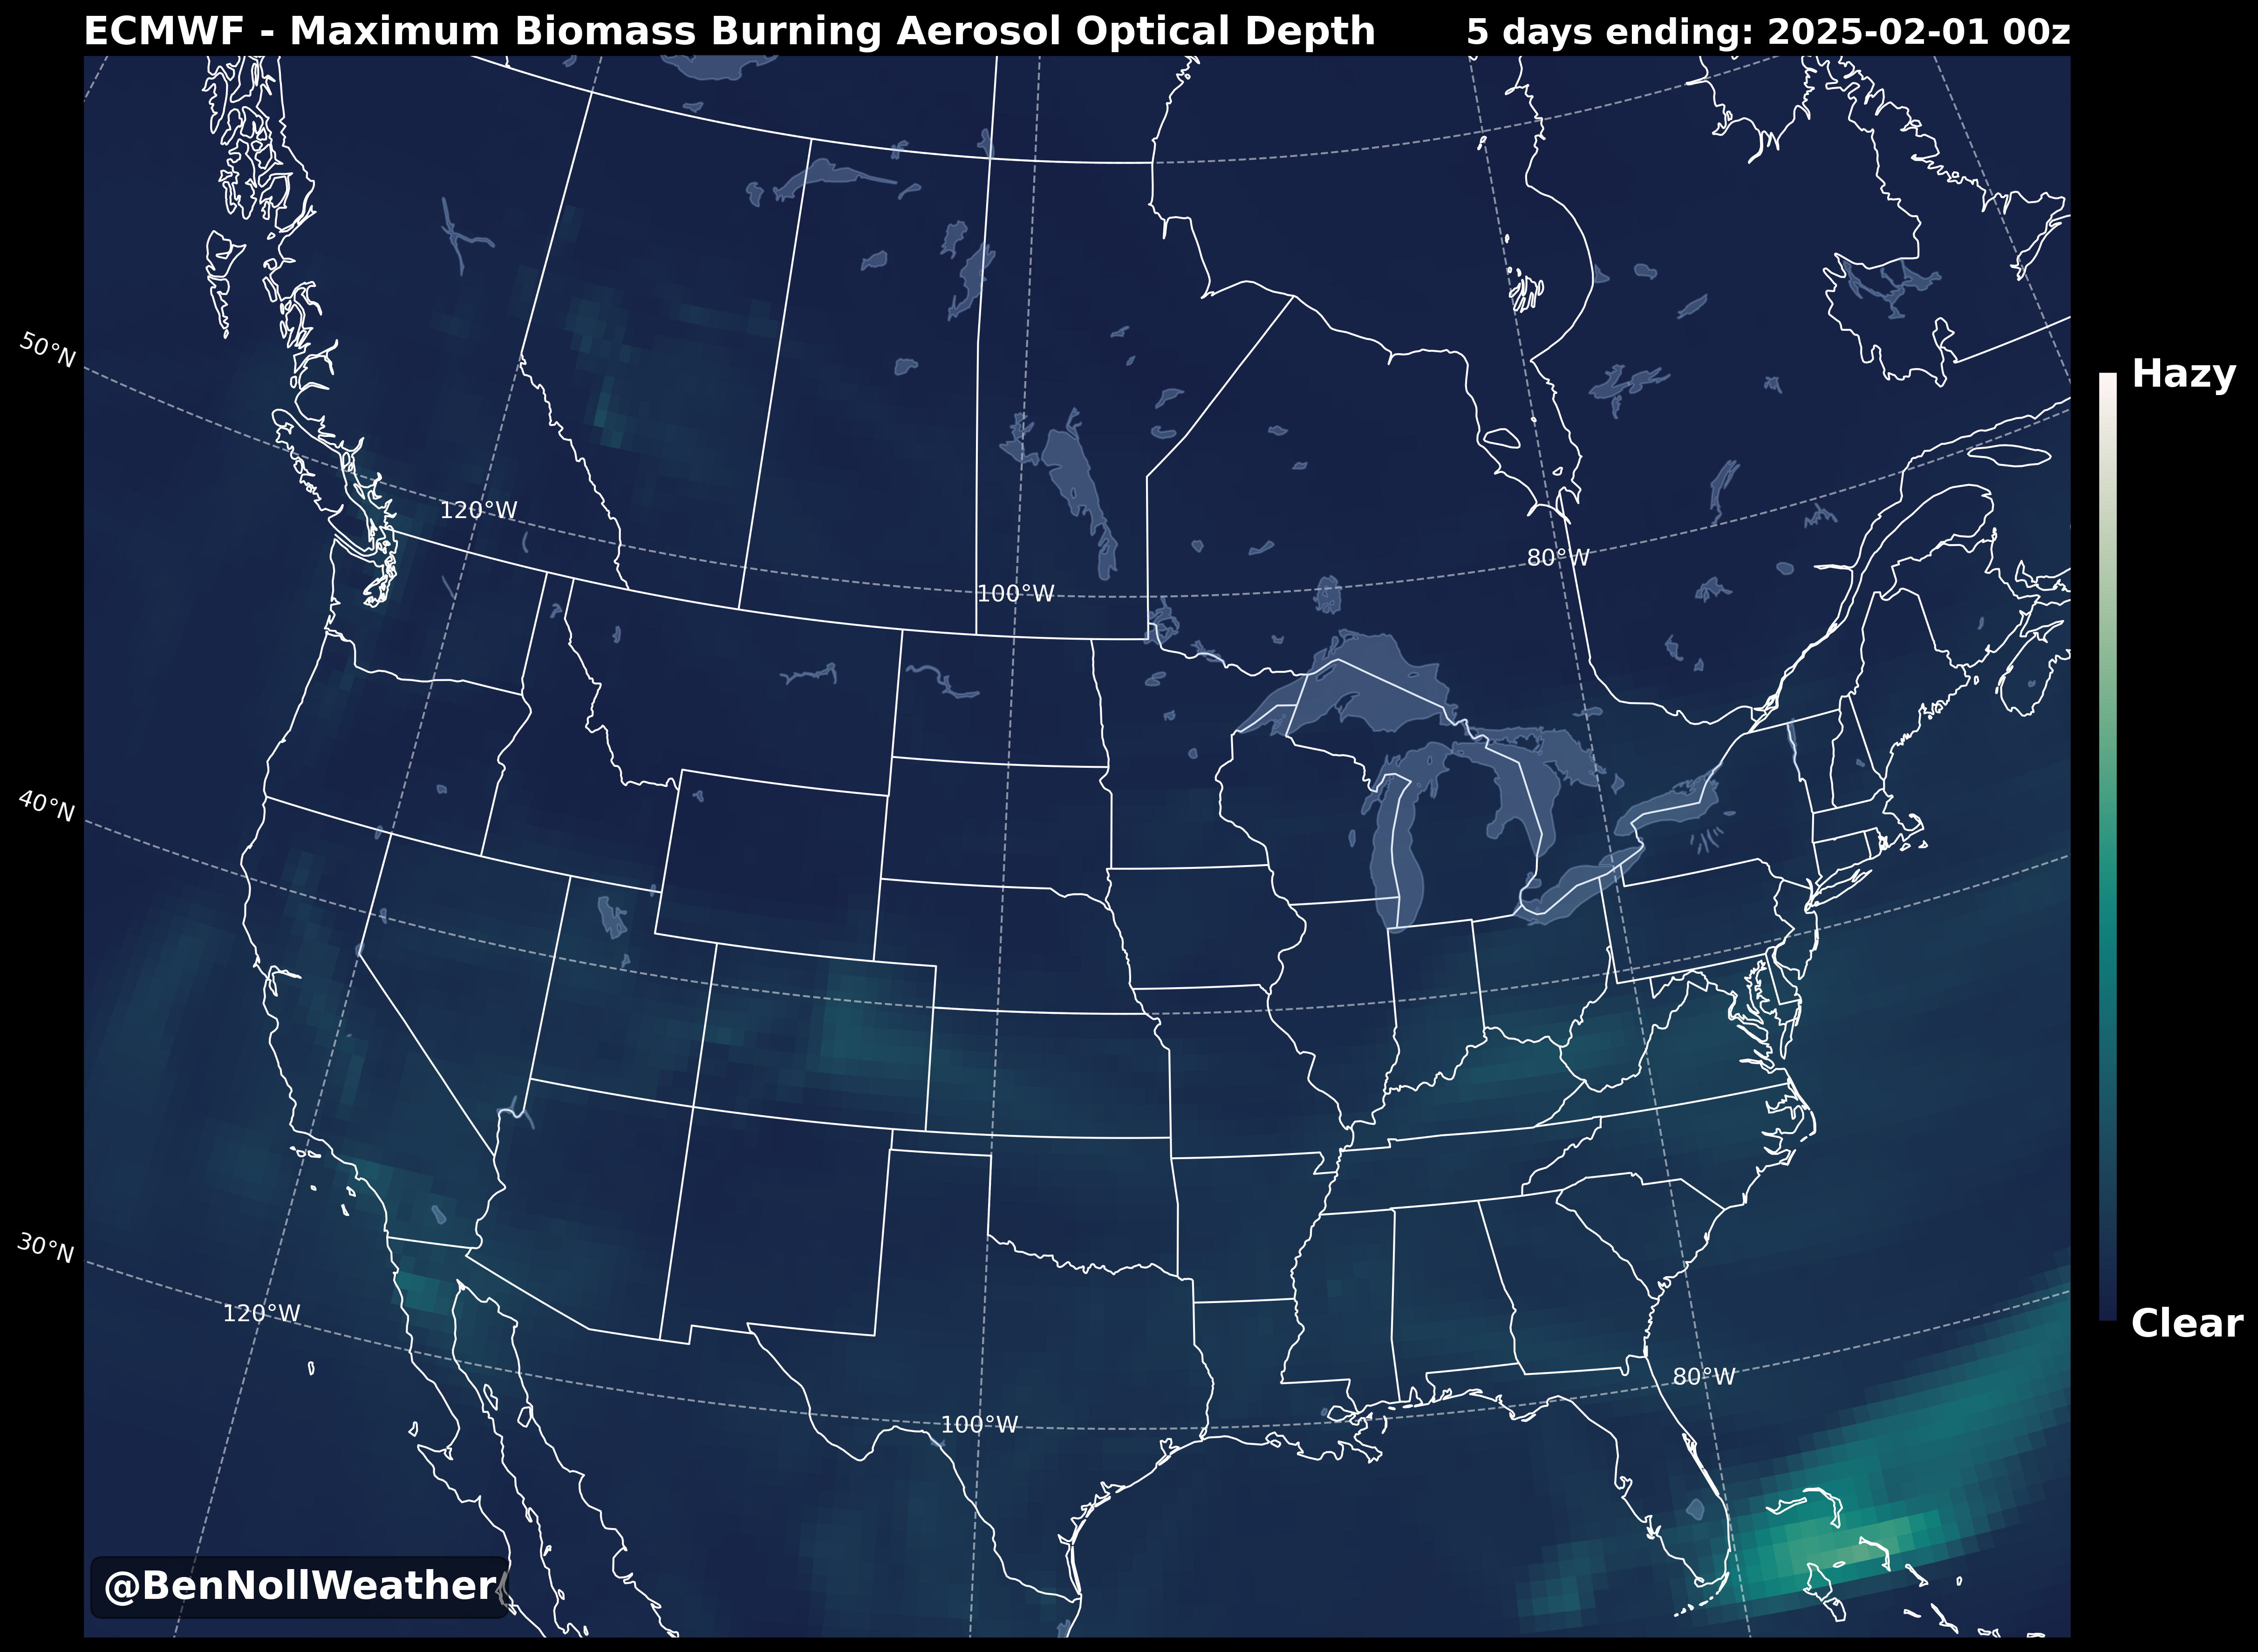 ECMWF - Maximum Biomass Burning Aerosol Optical Depth
5 days ending: 2025-02-01 00z
50°N
Hazy
120°W
80°W
100°W
40°N
30°N
120°W
Clear
80°W
100°W
@BenNollWeather